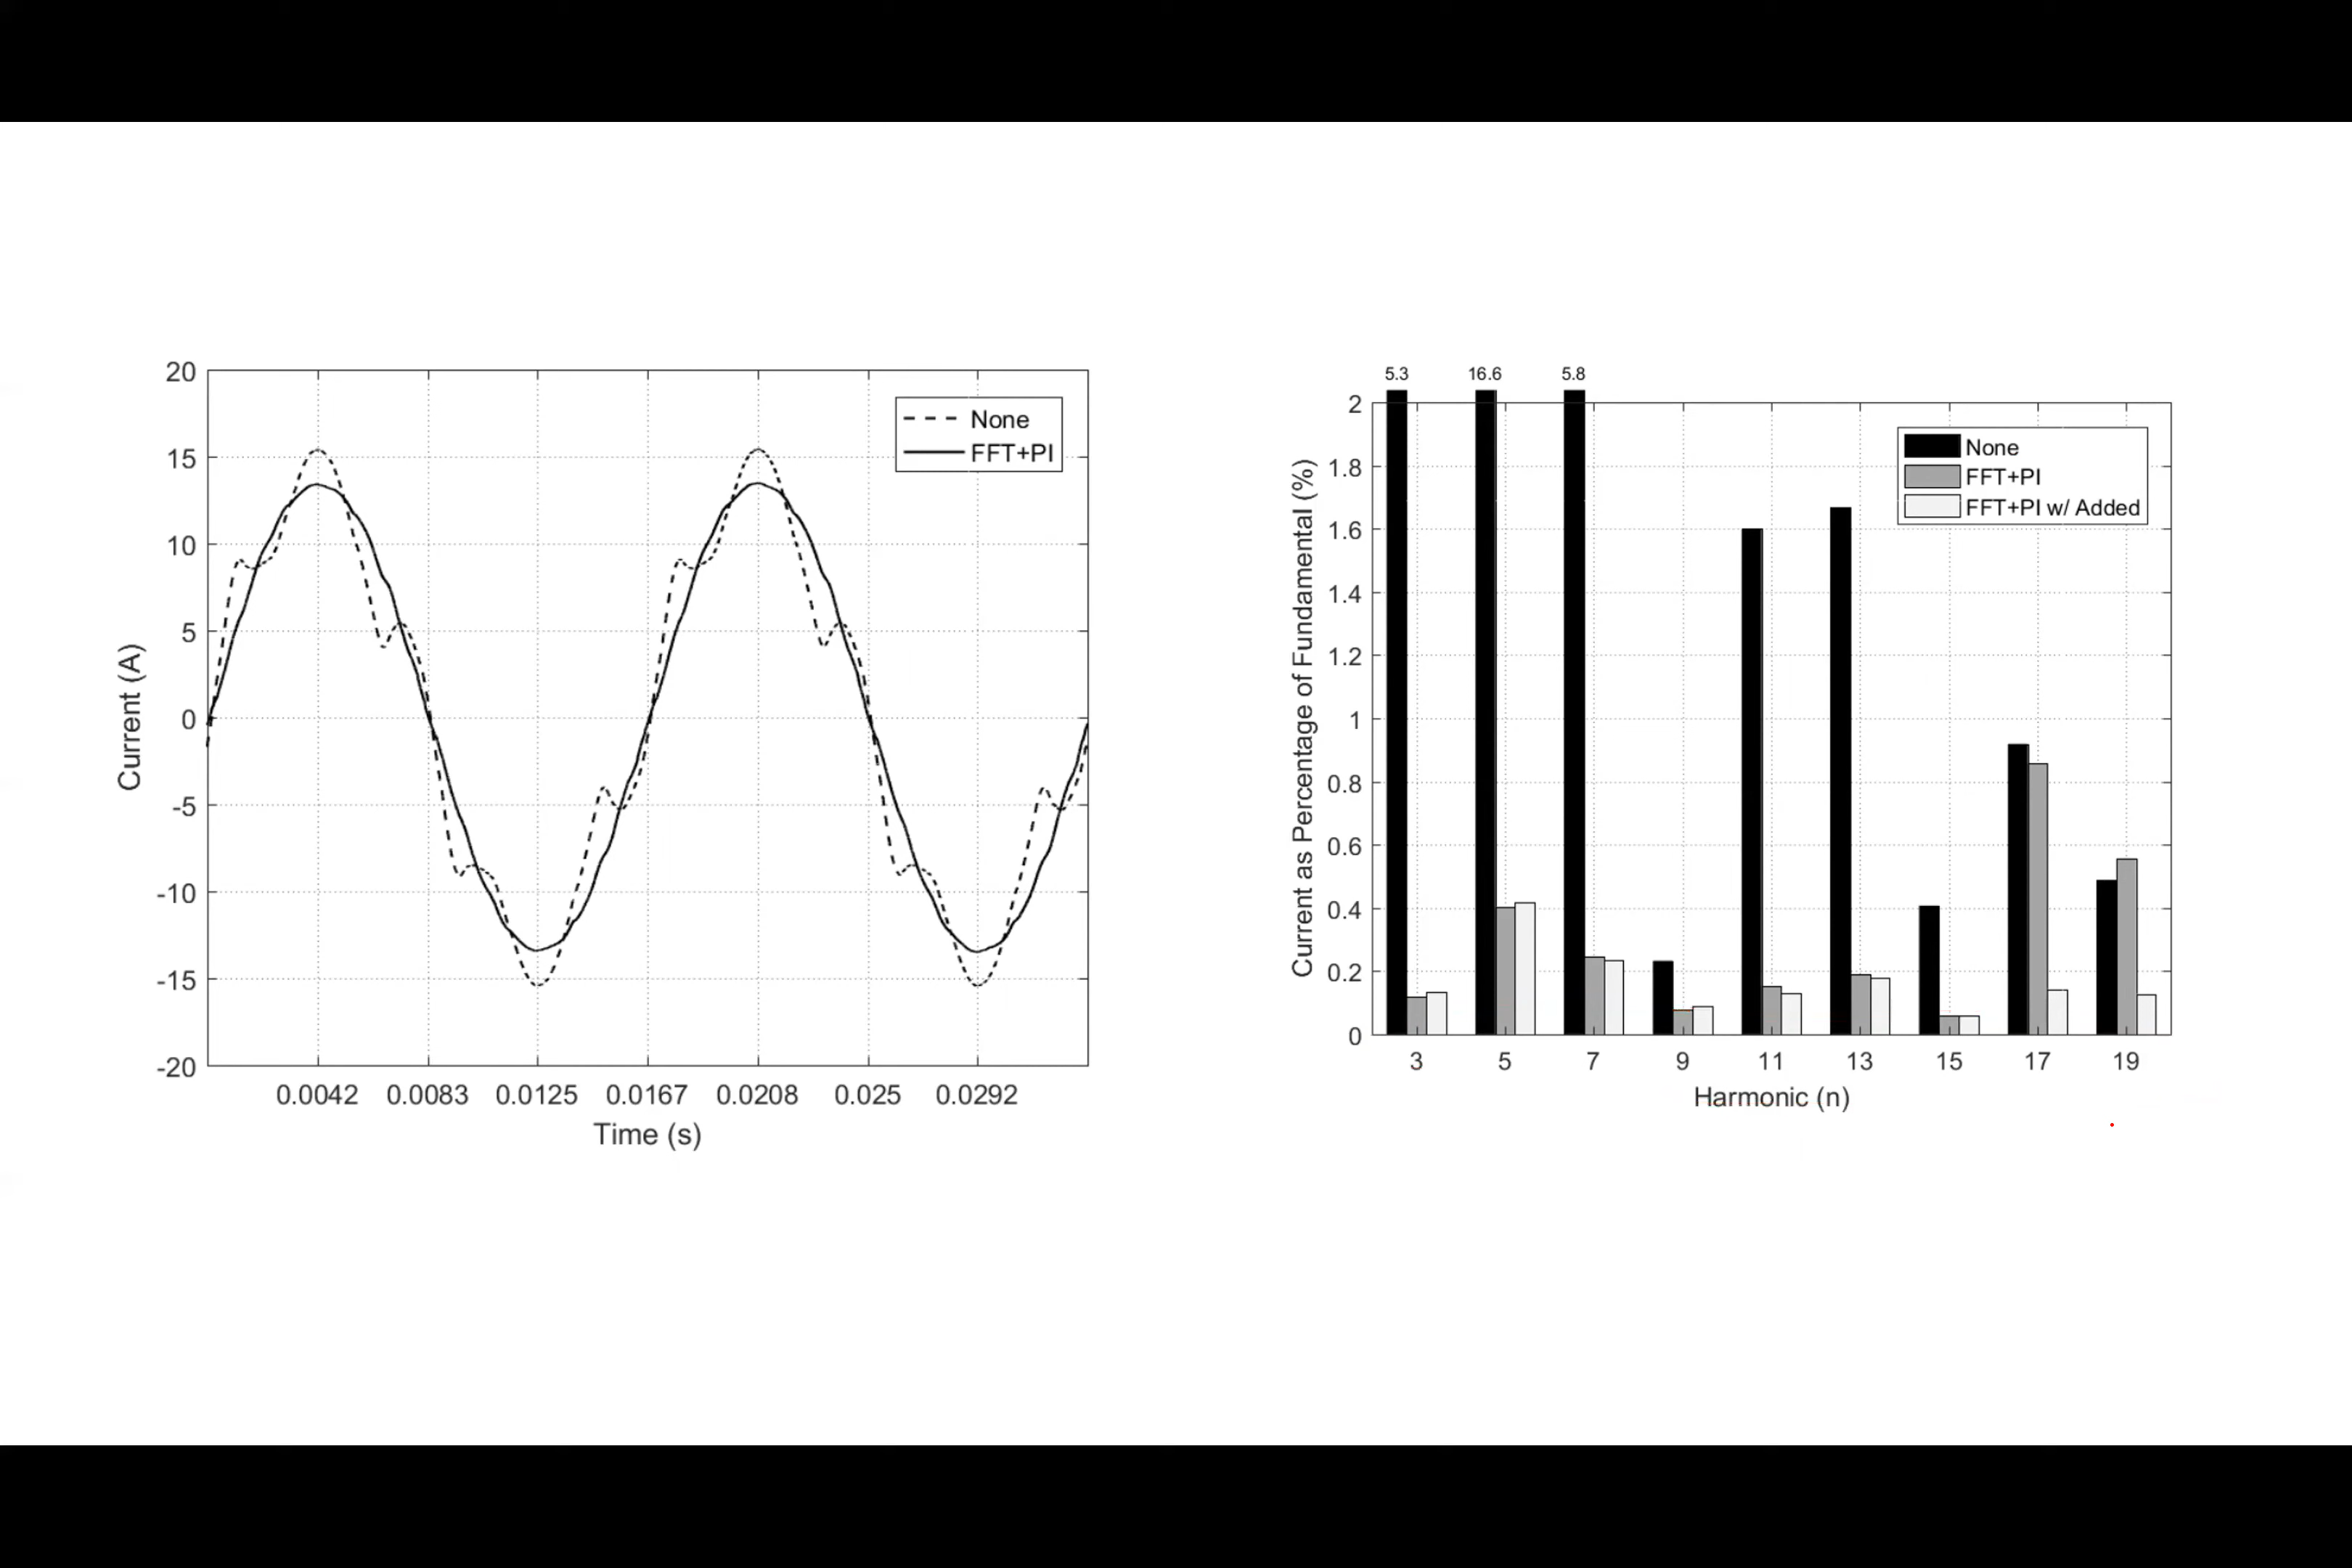 20
15
10
5
0
-5
-10
-15
-20
Current (A)
None
FFT+PI
0.0042 0.0083 0.0125 0.0167 0.0208 0.025 0.0292
Time (s)
5.3 16.6 5.8
2
1.8
1.6
1.4
1.2
1
0.8
0.6
0.4
0.2
0
Current as Percentage of Fundamental (%)
None
FFT+PI
FFT+PI w/ Added
3 5 7 9 11 13 15 17 19
Harmonic (n)